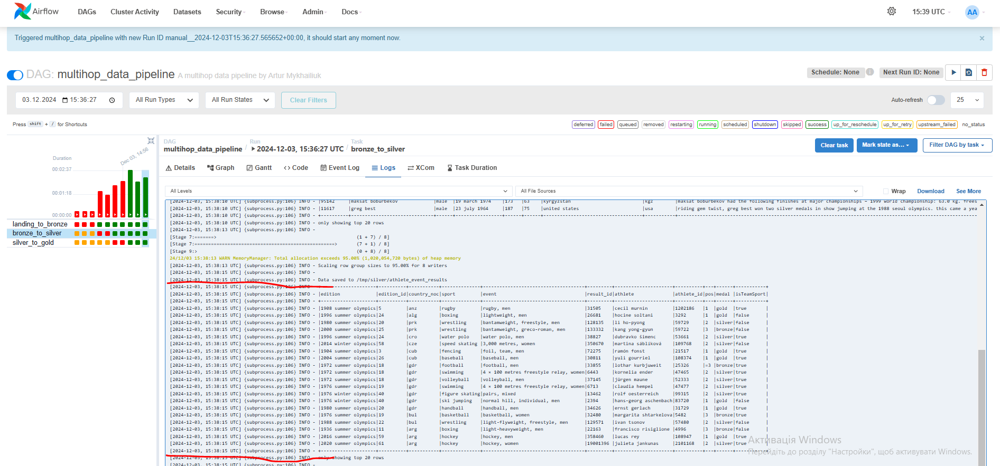 Airflow DAGs Cluster Activity Datasets Security Browse Admin Docs 15:39 UTC AA
Triggered multihop_data_pipeline with new Run ID manual__2024-12-03T15:36:27.565652+00:00, it should start any moment now. ×
DAG: multihop_data_pipeline A multihop data pipeline by Artur Mykhailiuk Schedule: None i Next Run ID: None
03.12.2024 15:36:27 All Run Types All Run States Clear Filters Auto-refresh 25
Press shift + / for Shortcuts deferred failed queued removed restarting running scheduled shutdown skipped success up_for_reschedule up_for_retry upstream_failed no_status
DAG Run Task
multihop_data_pipeline / 2024-12-03, 15:36:27 UTC / bronze_to_silver Clear task Mark state as... Filter DAG by task
Duration
Dec 03, 14:56
00:02:37
00:01:18
00:00:00
landing_to_bronze
bronze_to_silver
silver_to_gold
Details Graph Gantt Code Event Log Logs XCom Task Duration
All Levels All File Sources Wrap Download See More
[2024-12-03, 15:38:10 UTC] {subprocess.py:106} INFO - |95142 |maksat boburbekov |male |19 march 1974 |173 |63 |kyrgyzstan |kgz |maksat boburbekov had the following finishes at major championships – 1999 world championship: 63.0 kg. frees
[2024-12-03, 15:38:10 UTC] {subprocess.py:106} INFO - |11617 |greg best |male |23 july 1964 |187 |75 |united states |usa |riding gem twist, greg best won two silver medals in show jumping at the 1988 seoul olympics. this came a yea
[2024-12-03, 15:38:10 UTC] {subprocess.py:106} INFO -
[2024-12-03, 15:38:10 UTC] {subprocess.py:106} INFO - only showing top 20 rows
[2024-12-03, 15:38:13 UTC] {subprocess.py:106} INFO -
[Stage 7:=======> (1 + 7) / 8]
[Stage 7:===================================================> (7 + 1) / 8]
[Stage 9:> (0 + 8) / 8]
24/12/03 15:38:13 WARN MemoryManager: Total allocation exceeds 95.00% (1,020,054,720 bytes) of heap memory
[2024-12-03, 15:38:13 UTC] {subprocess.py:106} INFO - Scaling row group sizes to 95.00% for 8 writers
[2024-12-03, 15:38:15 UTC] {subprocess.py:106} INFO -
[2024-12-03, 15:38:15 UTC] {subprocess.py:106} INFO - Data saved to /tmp/silver/athlete_event_results
[2024-12-03, 15:38:15 UTC] {subprocess.py:106} INFO -
[2024-12-03, 15:38:15 UTC] {subprocess.py:106} INFO - |edition |edition_id|country_noc|sport |event |result_id|athlete |athlete_id|pos|medal |isTeamSport|
[2024-12-03, 15:38:15 UTC] {subprocess.py:106} INFO -
[2024-12-03, 15:38:15 UTC] {subprocess.py:106} INFO - |1908 summer olympics|5 |anz |rugby |rugby, men |31505 |cecil murnin |1202186 |1 |gold |true |
[2024-12-03, 15:38:15 UTC] {subprocess.py:106} INFO - |1996 summer olympics|24 |alg |boxing |lightweight, men |26681 |hocine soltani |3292 |1 |gold |false |
[2024-12-03, 15:38:15 UTC] {subprocess.py:106} INFO - |1980 summer olympics|20 |prk |wrestling |bantamweight, freestyle, men |128135 |li ho-pyong |59729 |2 |silver|false |
[2024-12-03, 15:38:15 UTC] {subprocess.py:106} INFO - |2000 summer olympics|25 |prk |wrestling |bantamweight, greco-roman, men |133332 |kang yong-gyun |59722 |3 |bronze|false |
[2024-12-03, 15:38:15 UTC] {subprocess.py:106} INFO - |1996 summer olympics|24 |cro |water polo |water polo, men |38827 |dubravko šimenc |53661 |2 |silver|true |
[2024-12-03, 15:38:15 UTC] {subprocess.py:106} INFO - |2014 winter olympics|58 |cze |speed skating |3,000 metres, women |350670 |martina sáblíková |109768 |2 |silver|false |
[2024-12-03, 15:38:15 UTC] {subprocess.py:106} INFO - |1904 summer olympics|3 |cub |fencing |foil, team, men |72275 |ramón fonst |21517 |1 |gold |true |
[2024-12-03, 15:38:15 UTC] {subprocess.py:106} INFO - |2004 summer olympics|26 |cub |baseball |baseball, men |30811 |yuli gourriel |108374 |1 |gold |true |
[2024-12-03, 15:38:15 UTC] {subprocess.py:106} INFO - |1972 summer olympics|18 |gdr |football |football, men |33855 |lothar kurbjuweit |25326 |=3 |bronze|true |
[2024-12-03, 15:38:15 UTC] {subprocess.py:106} INFO - |1972 summer olympics|18 |gdr |swimming |4 × 100 metres freestyle relay, women|6443 |kornelia ender |47465 |2 |silver|true |
[2024-12-03, 15:38:15 UTC] {subprocess.py:106} INFO - |1972 summer olympics|18 |gdr |volleyball |volleyball, men |37145 |jürgen maune |52333 |2 |silver|true |
[2024-12-03, 15:38:15 UTC] {subprocess.py:106} INFO - |1976 summer olympics|19 |gdr |swimming |4 × 100 metres freestyle relay, women|6713 |claudia hempel |47477 |2 |silver|true |
[2024-12-03, 15:38:15 UTC] {subprocess.py:106} INFO - |1976 winter olympics|40 |gdr |figure skating|pairs, mixed |13462 |rolf oesterreich |99315 |2 |silver|true |
[2024-12-03, 15:38:15 UTC] {subprocess.py:106} INFO - |1976 winter olympics|40 |gdr |ski jumping |normal hill, individual, men |2394 |hans-georg aschenbach|83720 |1 |gold |false |
[2024-12-03, 15:38:15 UTC] {subprocess.py:106} INFO - |1980 summer olympics|20 |gdr |handball |handball, men |34626 |ernst gerlach |31729 |1 |gold |true |
[2024-12-03, 15:38:15 UTC] {subprocess.py:106} INFO - |1976 summer olympics|19 |bul |basketball |basketball, women |32480 |margarita shtarkelova|5482 |3 |bronze|true |
[2024-12-03, 15:38:15 UTC] {subprocess.py:106} INFO - |1988 summer olympics|22 |bul |wrestling |light-flyweight, freestyle, men |129571 |ivan tsonov |57480 |2 |silver|false |
[2024-12-03, 15:38:15 UTC] {subprocess.py:106} INFO - |1936 summer olympics|11 |arg |boxing |light-heavyweight, men |22163 |francisco risiglione |4996 |3 |bronze|false |
[2024-12-03, 15:38:15 UTC] {subprocess.py:106} INFO - |2016 summer olympics|59 |arg |hockey |hockey, men |358460 |lucas rey |108947 |1 |gold |true |
[2024-12-03, 15:38:15 UTC] {subprocess.py:106} INFO - |2020 summer olympics|61 |arg |hockey |hockey, women |19001396 |julieta jankunas |2101168 |2 |silver|true |
[2024-12-03, 15:38:15 UTC] {subprocess.py:106} INFO -
[2024-12-03, 15:38:15 UTC] {subprocess.py:106} INFO - only showing top 20 rows
[2024-12-03, 15:38:15 UTC] {subprocess.py:106} INFO -
Активація Windows
Перейдіть до розділу "Настройки", щоб активувати Windows.